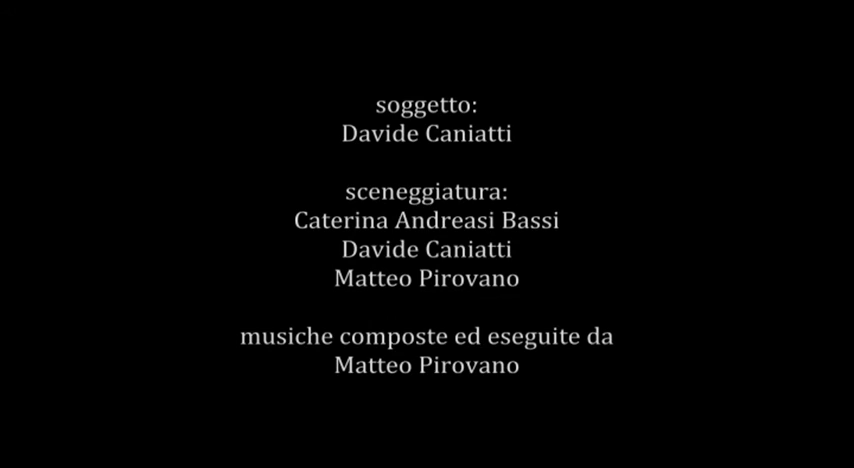 soggetto:
Davide Caniatti
sceneggiatura:
Caterina Andreasi Bassi
Davide Caniatti
Matteo Pirovano
musiche composte ed eseguite da
Matteo Pirovano